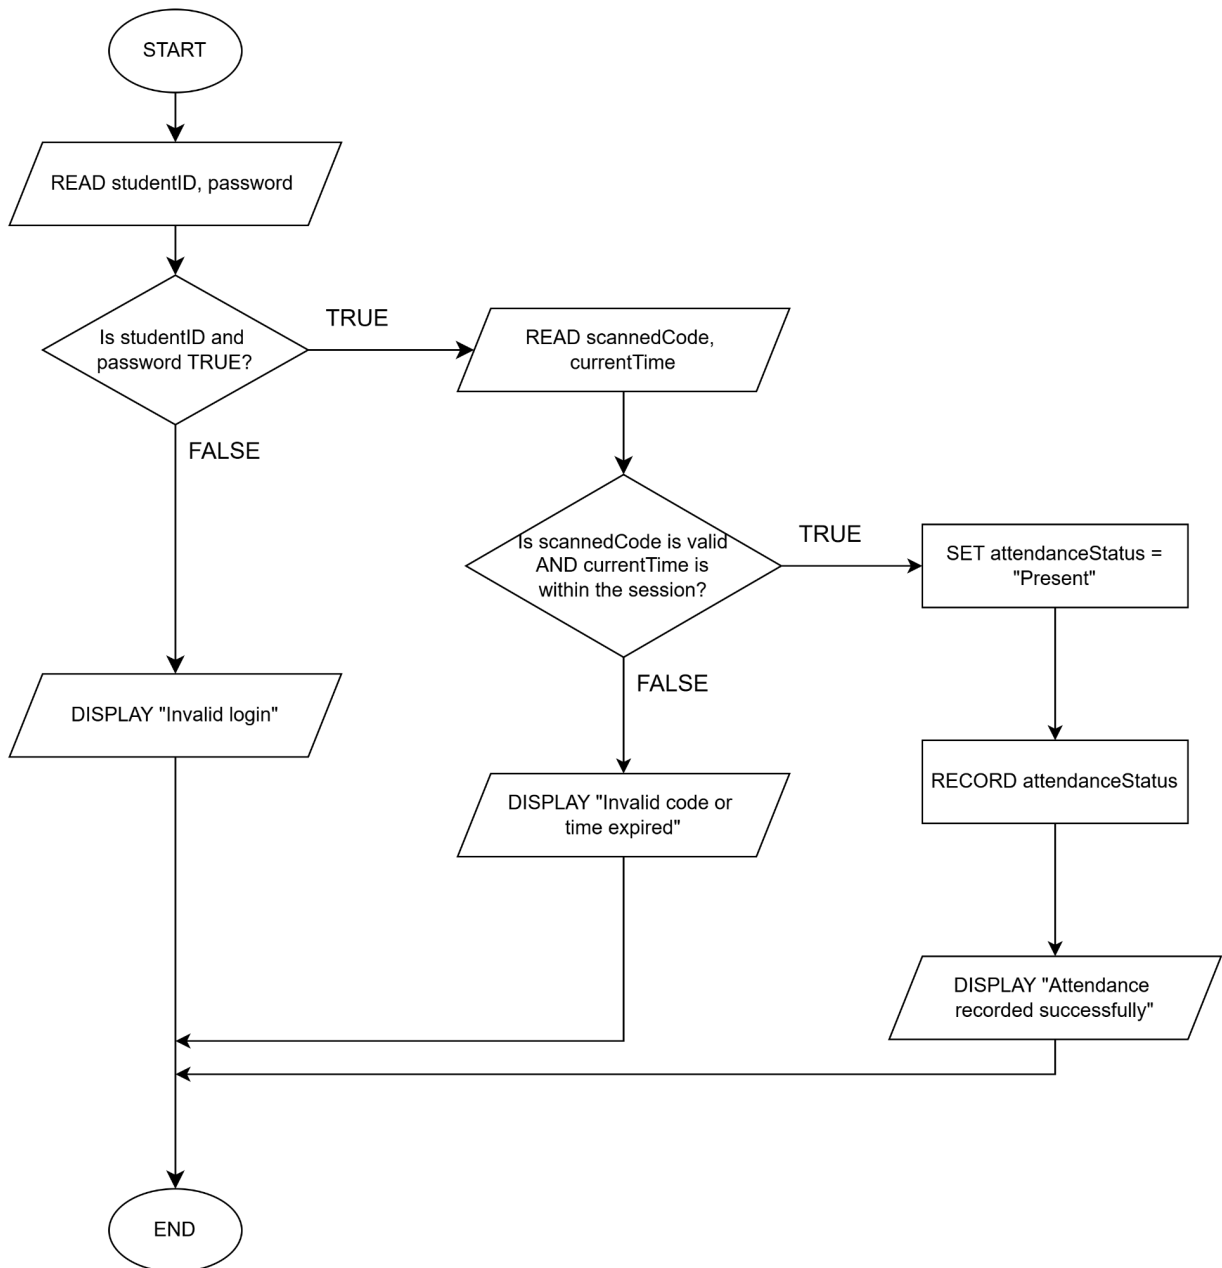 START
READ studentID, password
Is studentID and
password TRUE?
TRUE
READ scannedCode,
currentTime
FALSE
Is scannedCode is valid
AND currentTime is
within the session?
TRUE
SET attendanceStatus =
"Present"
FALSE
DISPLAY "Invalid login"
RECORD attendanceStatus
DISPLAY "Invalid code or
time expired"
DISPLAY "Attendance
recorded successfully"
END